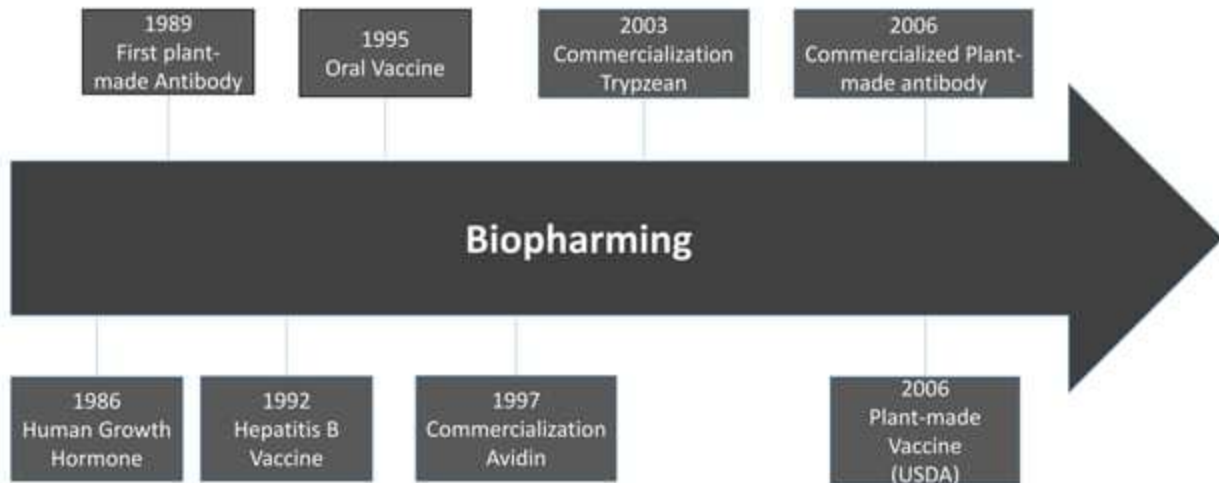 1989
First plant-
made Antibody
1995
Oral Vaccine
2003
Commercialization
Trypzean
2006
Commercialized Plant-
made antibody
Biopharming
1986
Human Growth
Hormone
1992
Hepatitis B
Vaccine
1997
Commercialization
Avidin
2006
Plant-made
Vaccine
(USDA)